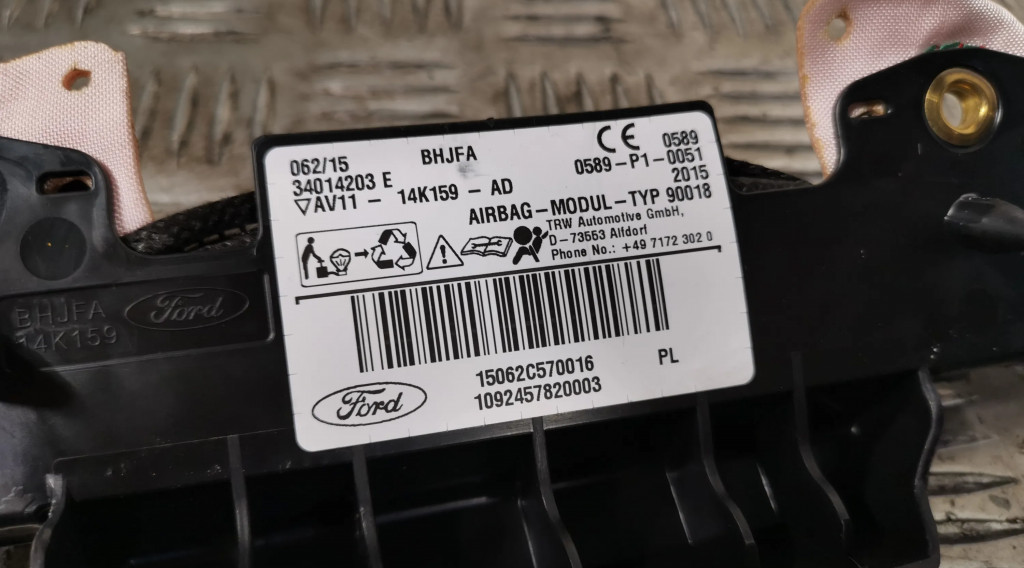 062/15 BHJFA CE 0589
34014203 E 0589-P1-0051
▽AV11 - 14K159 - AD 2015
AIRBAG-MODUL-TYP 90018
TRW Automotive GmbH,
D-73553 Alfdorf
Phone No.: +49 7172 302 0
15062C570016 PL
1092457820003
Ford
BHJFA
14K159
Ford